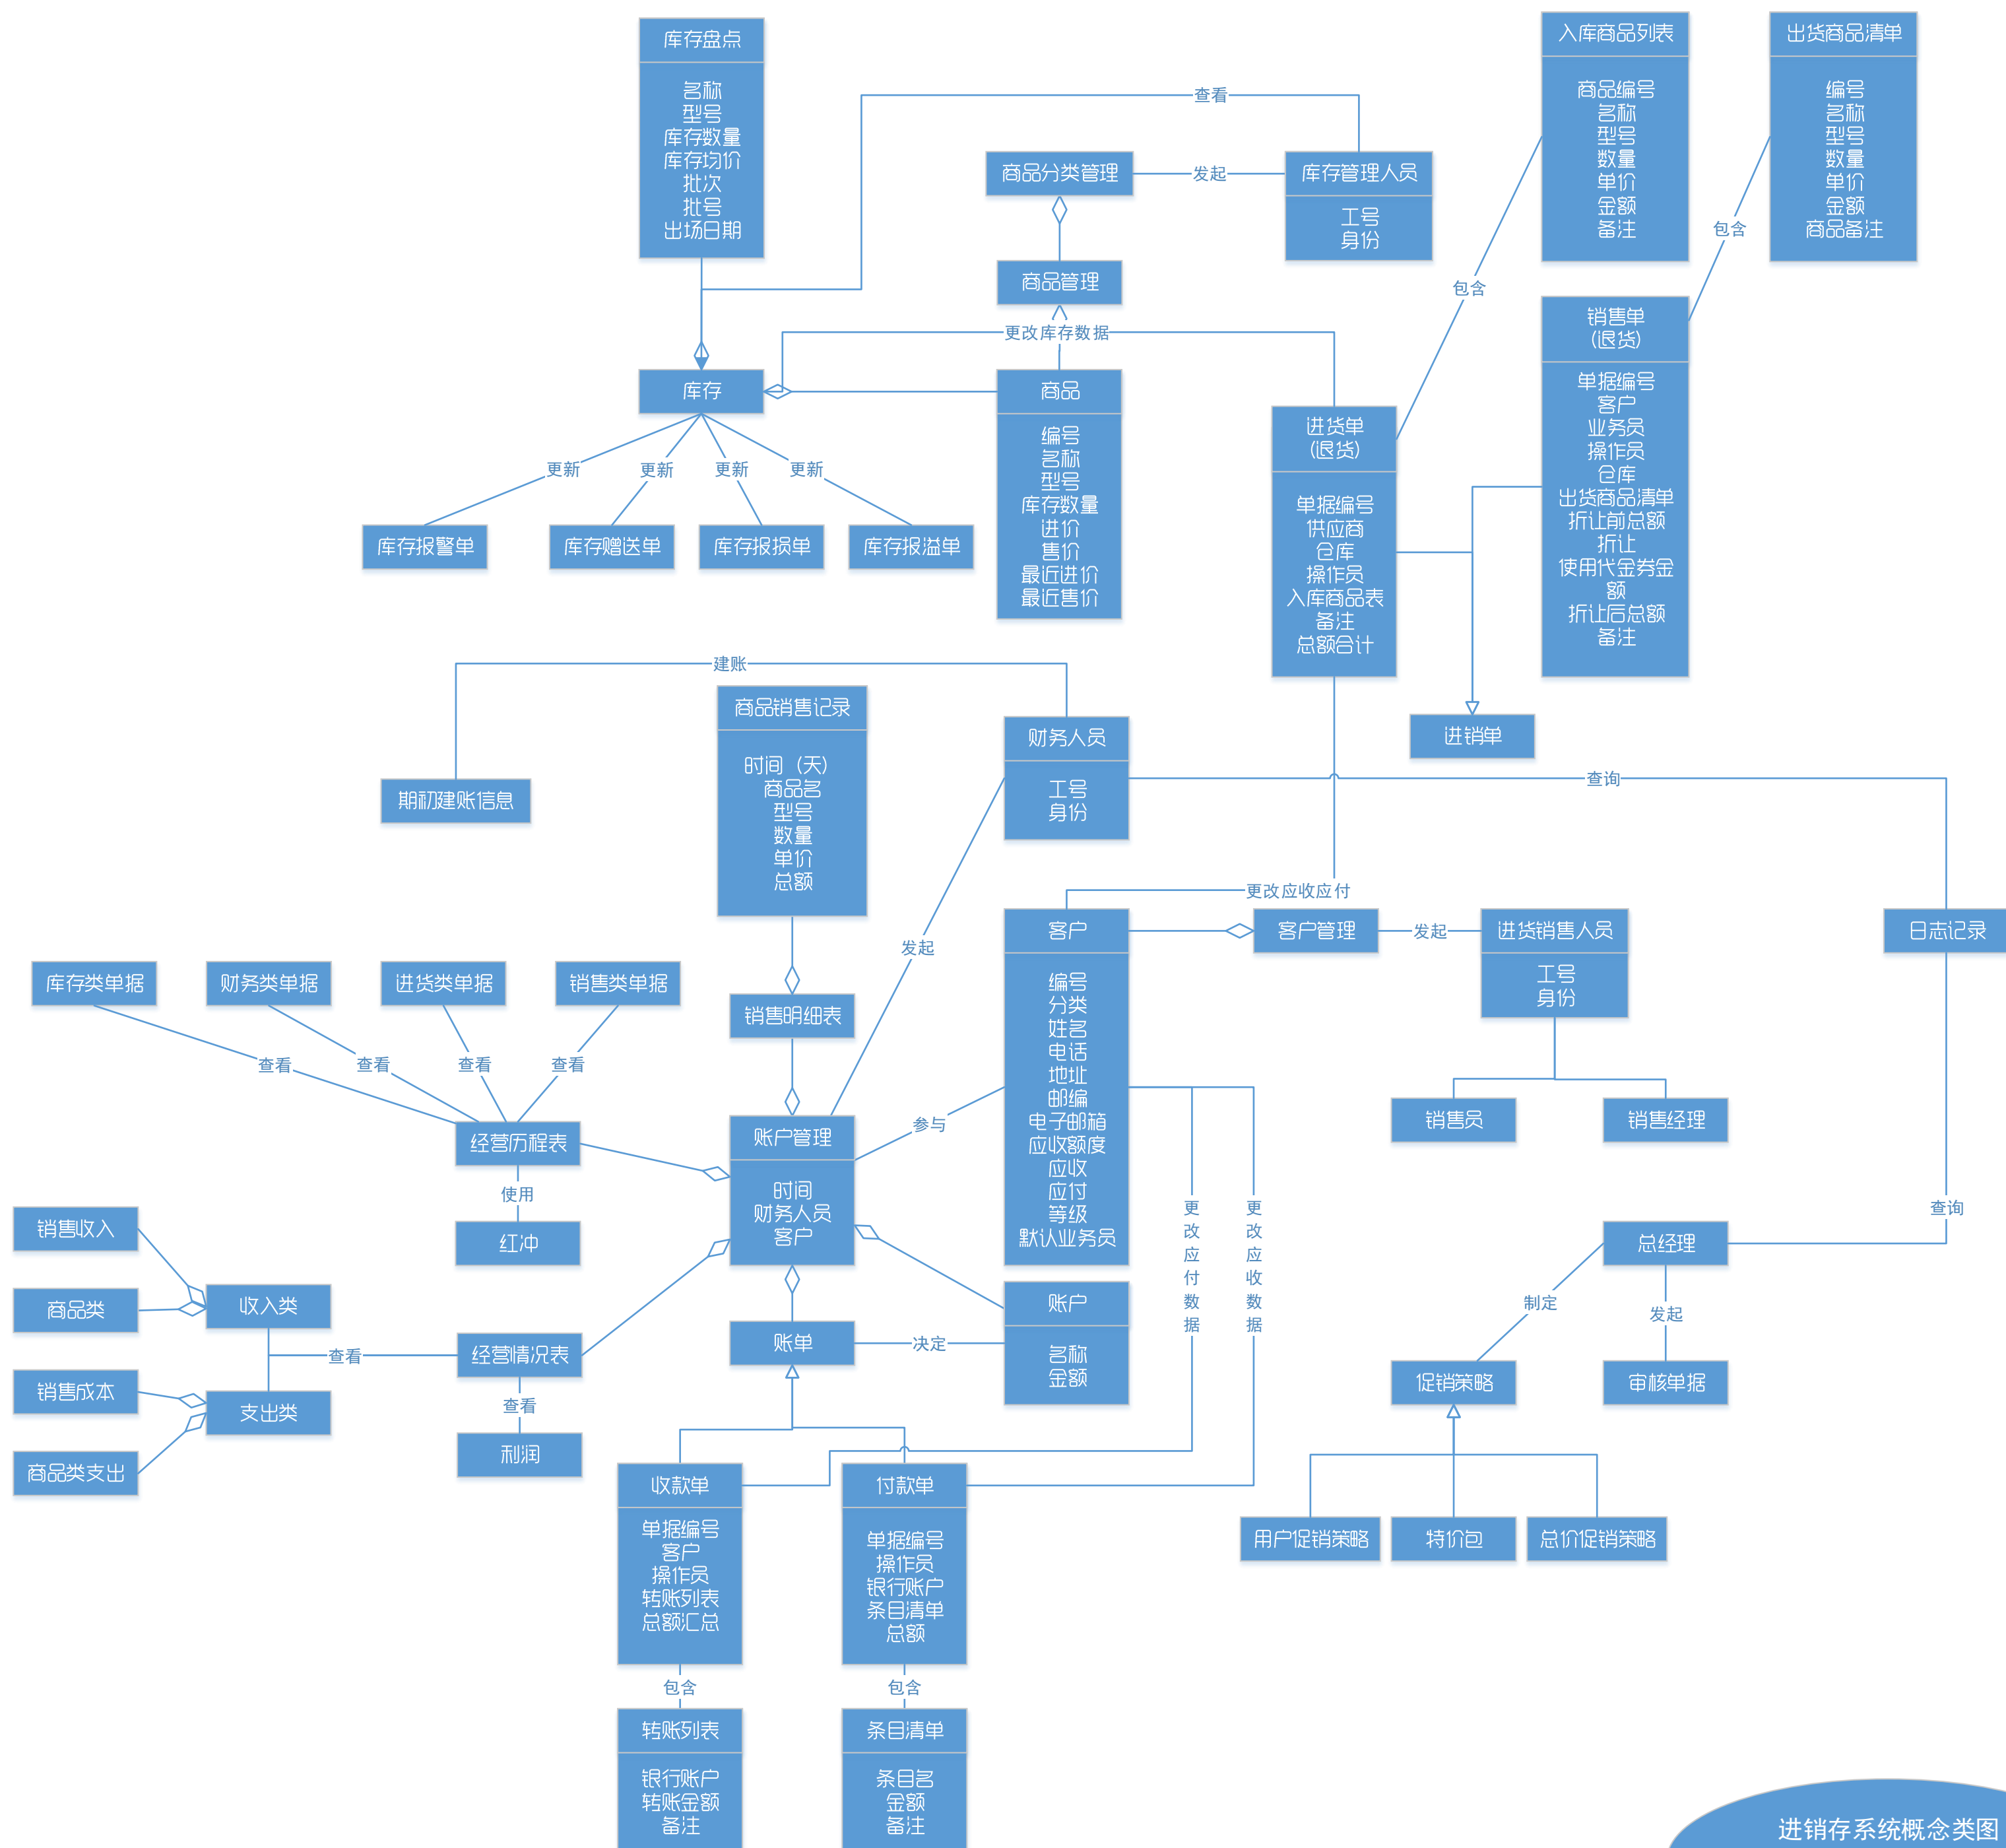 库存盘点
名称
型号
库存数量
库存均价
批次
批号
出场日期
入库商品列表
商品编号
名称
型号
数量
单价
金额
备注
出货商品清单
编号
名称
型号
数量
单价
金额
商品备注
查看
商品分类管理
发起
库存管理人员
工号
身份
包含
包含
商品管理
更改库存数据
销售单
(退货)
单据编号
客户
业务员
操作员
仓库
出货商品清单
折让前总额
折让
使用代金券金
额
折让后总额
备注
库存
商品
编号
名称
型号
库存数量
进价
售价
最近进价
最近售价
进货单
(退货)
单据编号
供应商
仓库
操作员
入库商品表
备注
总额合计
更新
更新
更新
更新
库存报警单
库存赠送单
库存报损单
库存报溢单
建账
商品销售记录
时间（天）
商品名
型号
数量
单价
总额
财务人员
工号
身份
进销单
期初建账信息
查询
更改应收应付
发起
客户
编号
分类
姓名
电话
地址
邮编
电子邮箱
应收额度
应收
应付
等级
默认业务员
客户管理
发起
进货销售人员
工号
身份
日志记录
库存类单据
财务类单据
进货类单据
销售类单据
销售明细表
查看
查看
查看
查看
经营历程表
账户管理
时间
财务人员
客户
参与
销售员
销售经理
使用
红冲
更改应付数据
更改应收数据
查询
销售收入
商品类
收入类
总经理
制定
发起
账户
名称
金额
账单
决定
查看
经营情况表
促销策略
审核单据
销售成本
支出类
查看
利润
商品类支出
收款单
单据编号
客户
操作员
转账列表
总额汇总
付款单
单据编号
操作员
银行账户
条目清单
总额
用户促销策略
特价包
总价促销策略
包含
包含
转账列表
银行账户
转账金额
备注
条目清单
条目名
金额
备注
进销存系统概念类图